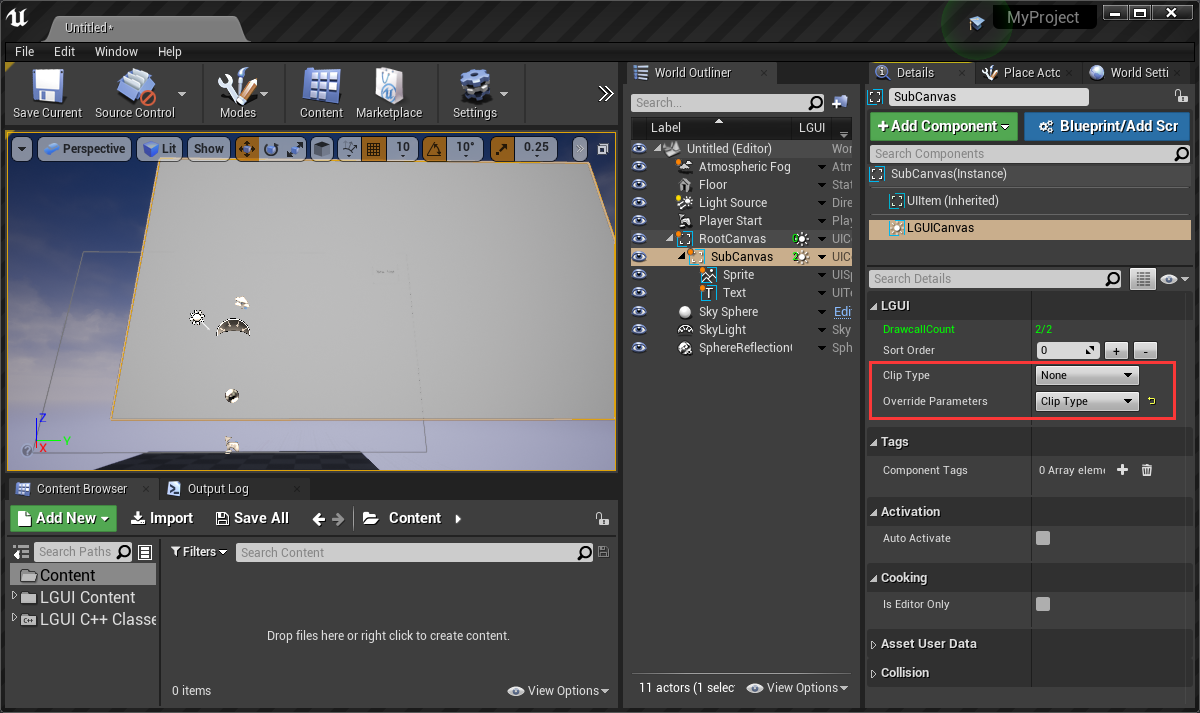 Untitled*
MyProject
File Edit Window Help
Save Current
Source Control
Modes
Content
Marketplace
Settings
Perspective
Lit
Show
10
10°
0.25
Z
Y
X
Content Browser
Output Log
Add New
Import
Save All
Content
Search Paths
Filters
Search Content
Content
LGUI Content
LGUI C++ Classe
Drop files here or right click to create content.
0 items
View Options
World Outliner
Search...
Label
LGUI
Untitled (Editor) Wor
Atmospheric Fog Atm
Floor Stat
Light Source Dire
Player Start Play
RootCanvas UIC
SubCanvas 2 UIC
Sprite UISp
Text UITe
Sky Sphere Edi
SkyLight Sky
SphereReflection Sph
11 actors (1 selec
View Options
Details
Place Actc
World Setti
SubCanvas
Add Component
Blueprint/Add Scr
Search Components
SubCanvas(Instance)
UIItem (Inherited)
LGUICanvas
Search Details
LGUI
DrawcallCount 2/2
Sort Order 0 + -
Clip Type None
Override Parameters Clip Type
Tags
Component Tags 0 Array eleme
Activation
Auto Activate
Cooking
Is Editor Only
Asset User Data
Collision